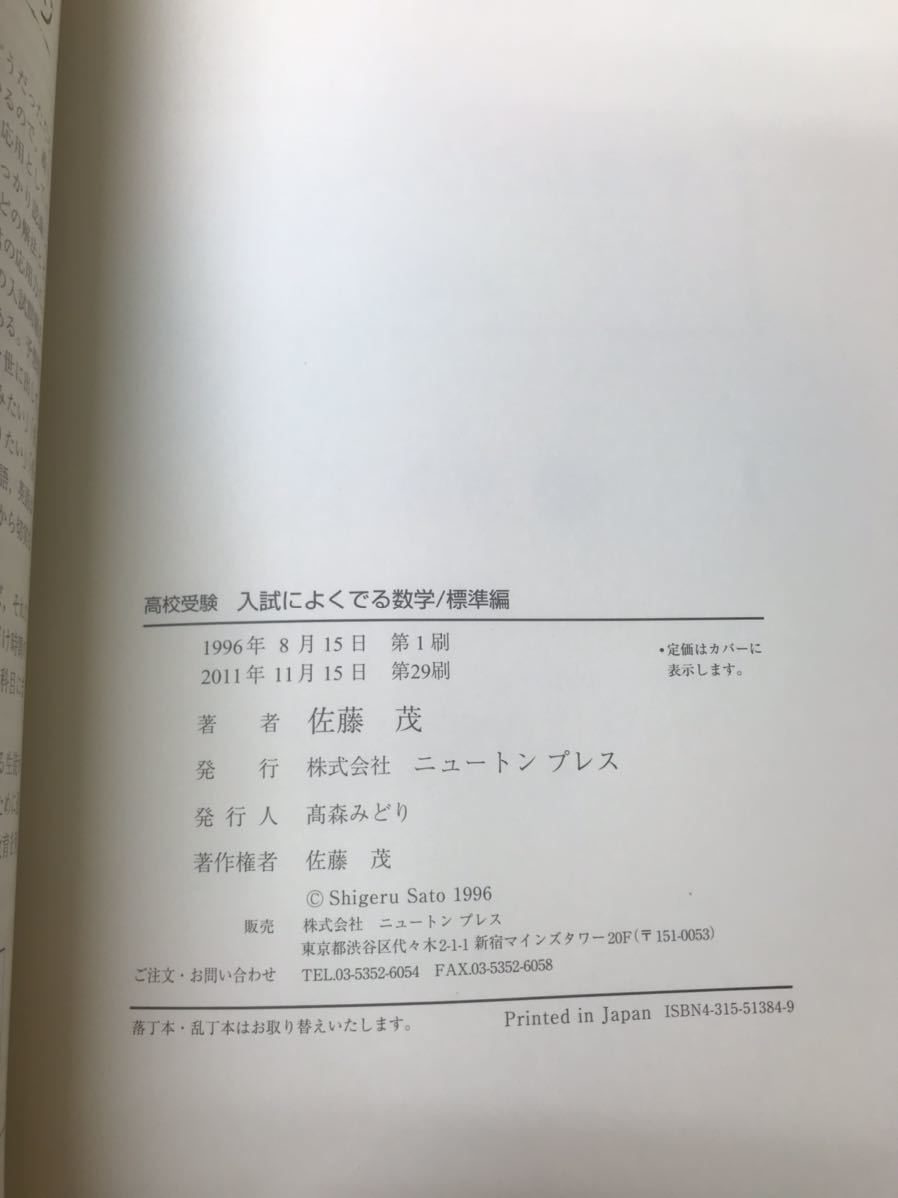 高校受験 入試によくでる数学/標準編
1996年 8月15日 第1刷
2011年 11月15日 第29刷
•定価はカバーに
表示します。
著 者 佐藤 茂
発 行 株式会社 ニュートン プレス
発行人 髙森みどり
著作権者 佐藤 茂
© Shigeru Sato 1996
販売 株式会社 ニュートン プレス
東京都渋谷区代々木2-1-1 新宿マインズタワー20F(〒151-0053)
ご注文・お問い合わせ TEL.03-5352-6054 FAX.03-5352-6058
落丁本・乱丁本はお取り替えいたします。 Printed in Japan ISBN4-315-51384-9